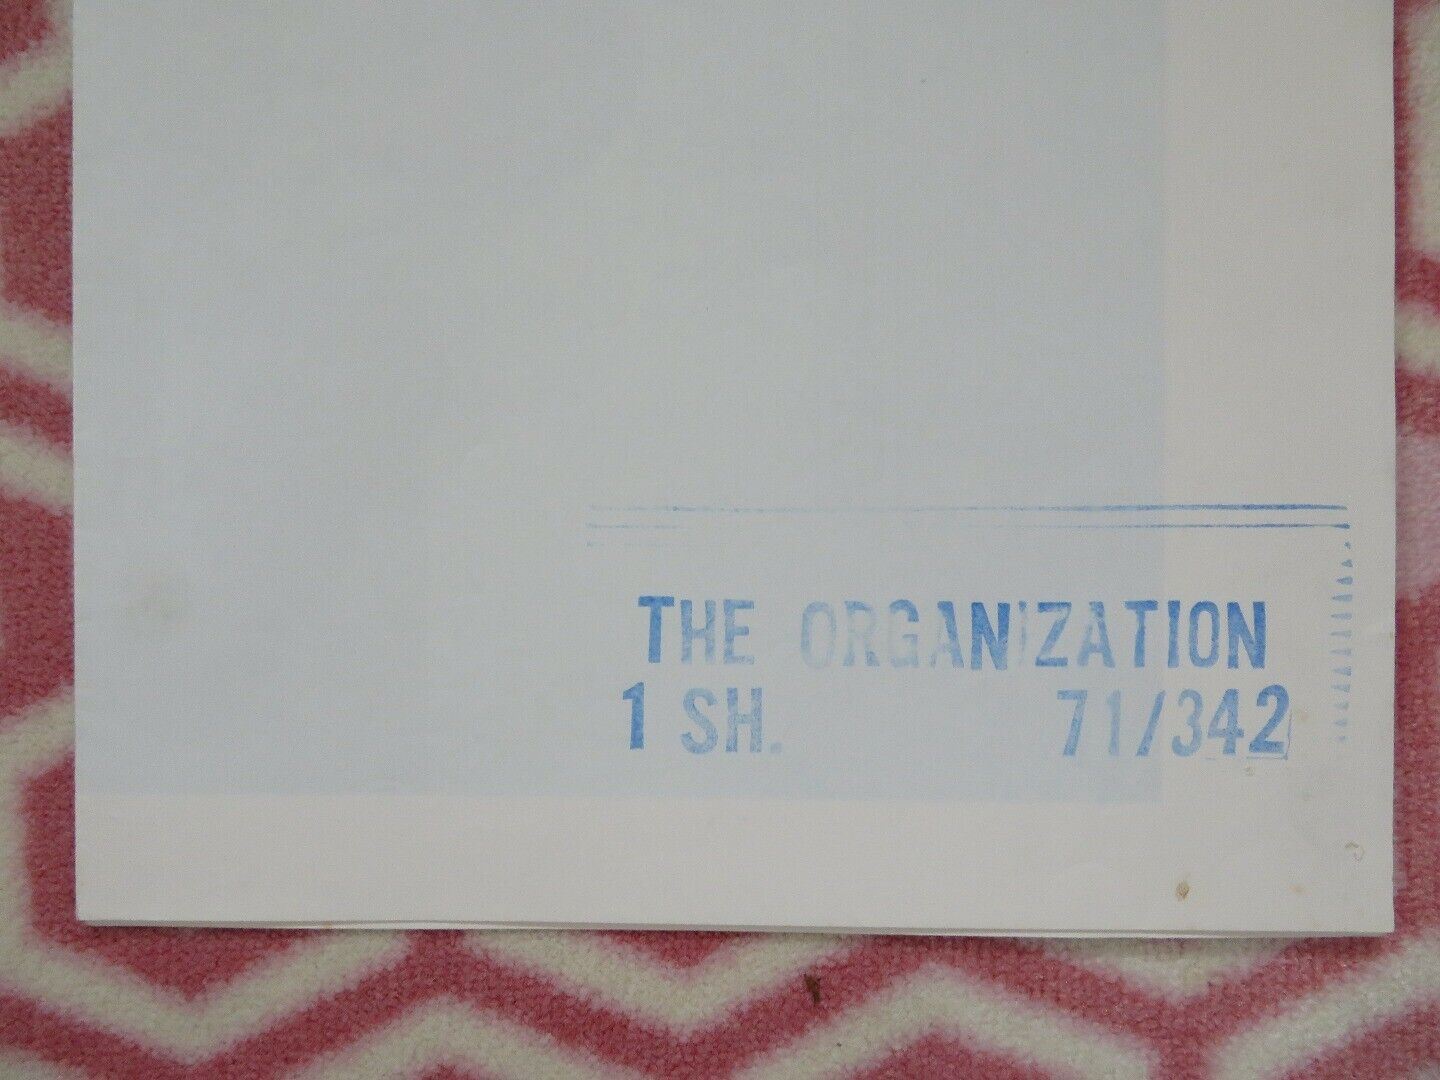 THE ORGANIZATION
1 SH. 71/342